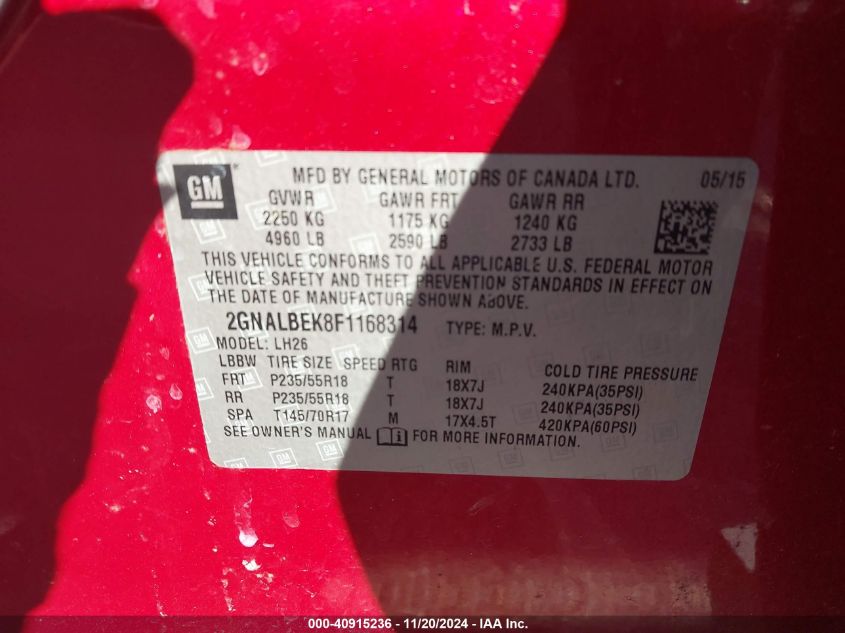 GM
MFD BY GENERAL MOTORS OF CANADA LTD. 05/15
GVWR GAWR FRT GAWR RR
2250 KG 1175 KG 1240 KG
4960 LB 2590 LB 2733 LB
THIS VEHICLE CONFORMS TO ALL APPLICABLE U.S. FEDERAL MOTOR
VEHICLE SAFETY AND THEFT PREVENTION STANDARDS IN EFFECT ON
THE DATE OF MANUFACTURE SHOWN ABOVE.
2GNALBEK8F1168314 TYPE: M.P.V.
MODEL: LH26
LBBW TIRE SIZE SPEED RTG RIM COLD TIRE PRESSURE
FRT P235/55R18 T 18X7J 240KPA(35PSI)
RR P235/55R18 T 18X7J 240KPA(35PSI)
SPA T145/70R17 M 17X4.5T 420KPA(60PSI)
SEE OWNER'S MANUAL FOR MORE INFORMATION.
000-40915236 - 11/20/2024 - IAA Inc.